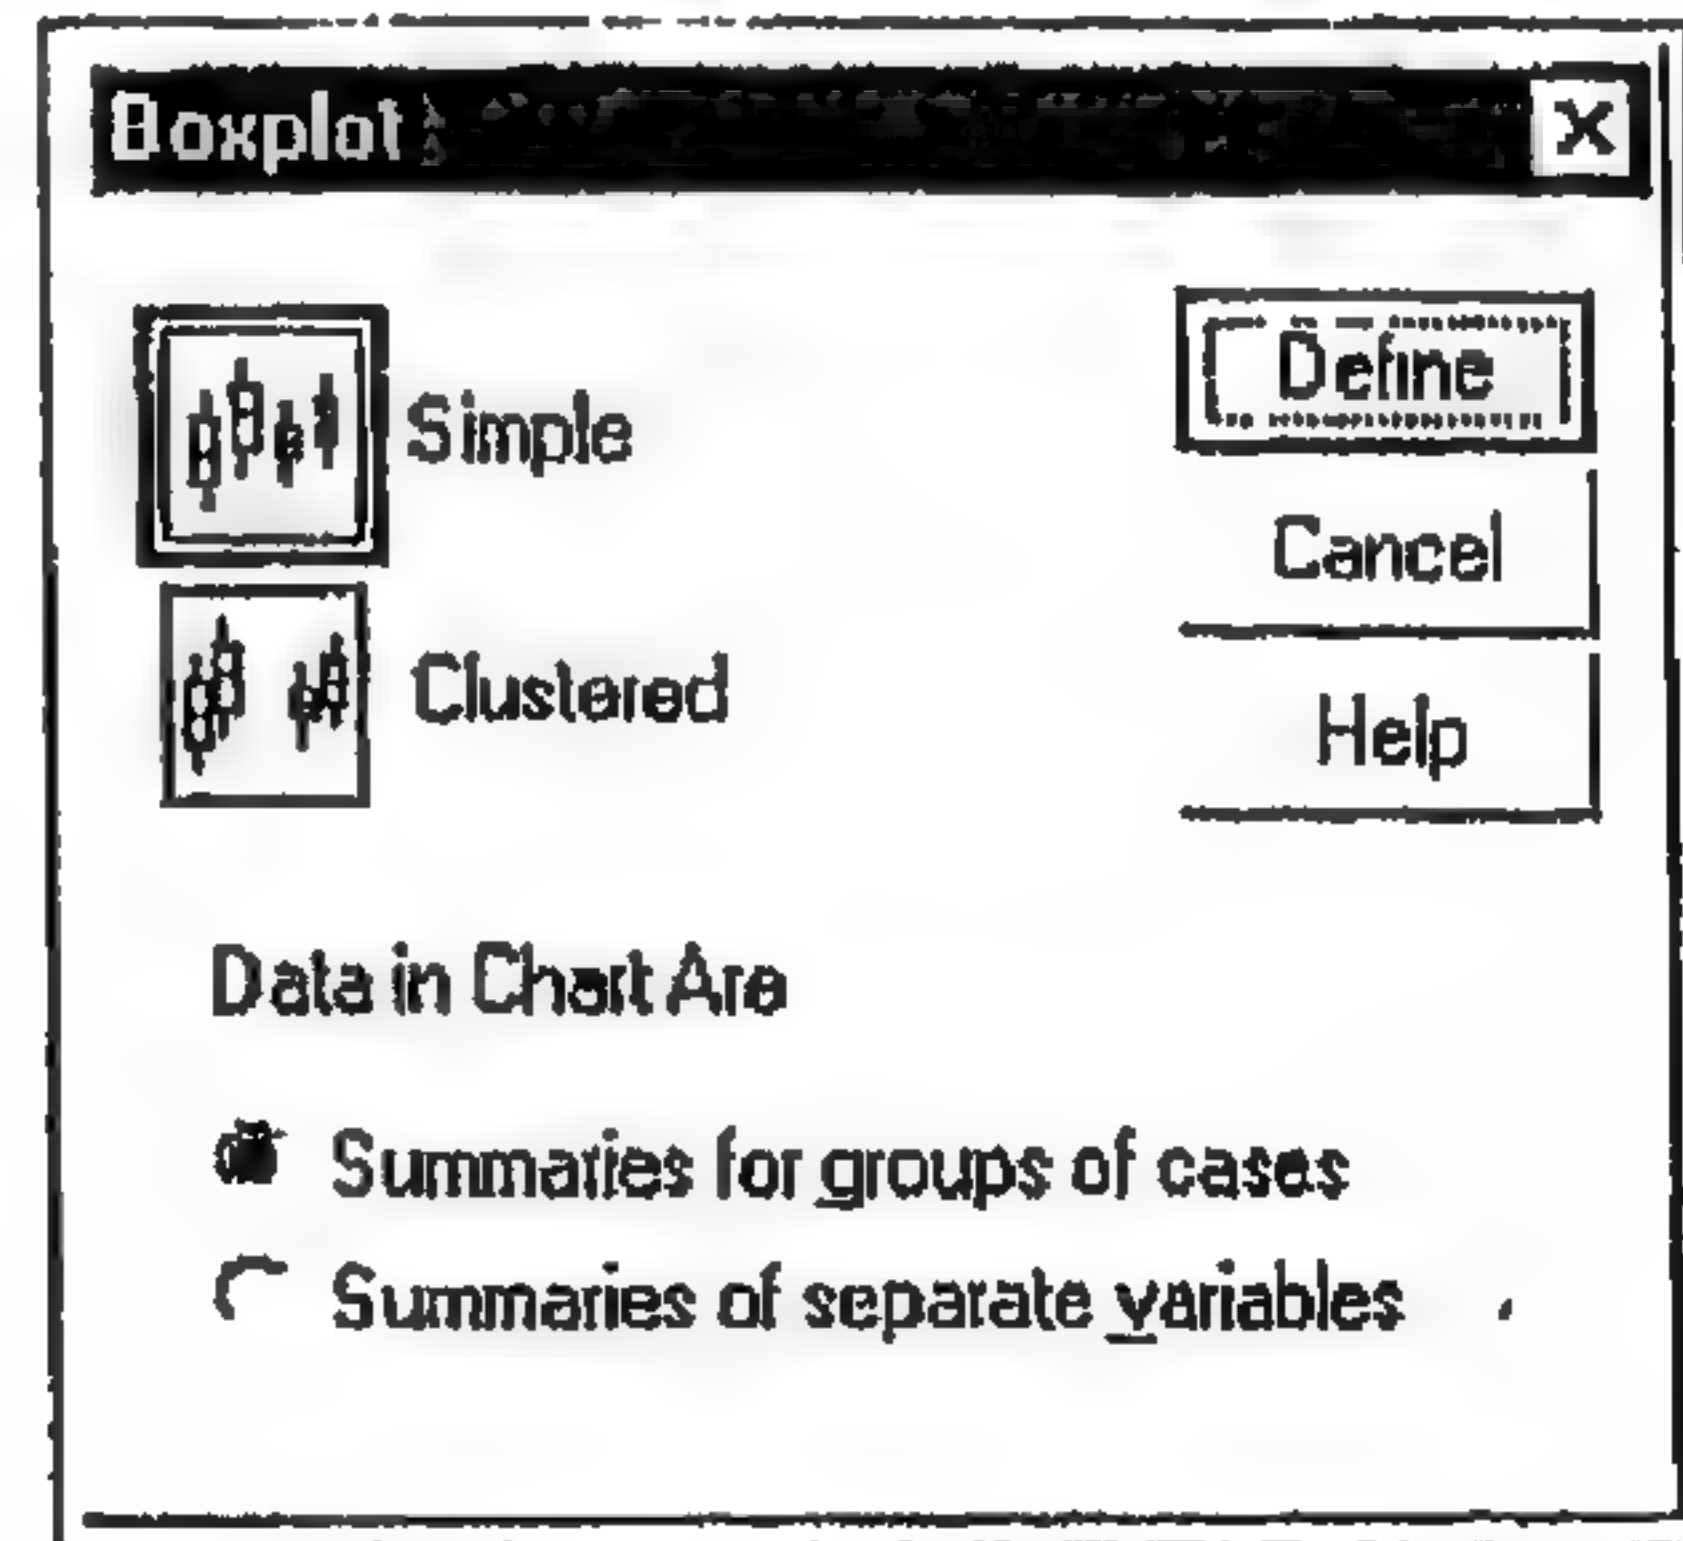 Boxplot
Simple
Define
Cancel
Clustered
Help
Data in Chart Are
Summaries for groups of cases
Summaries of separate variables